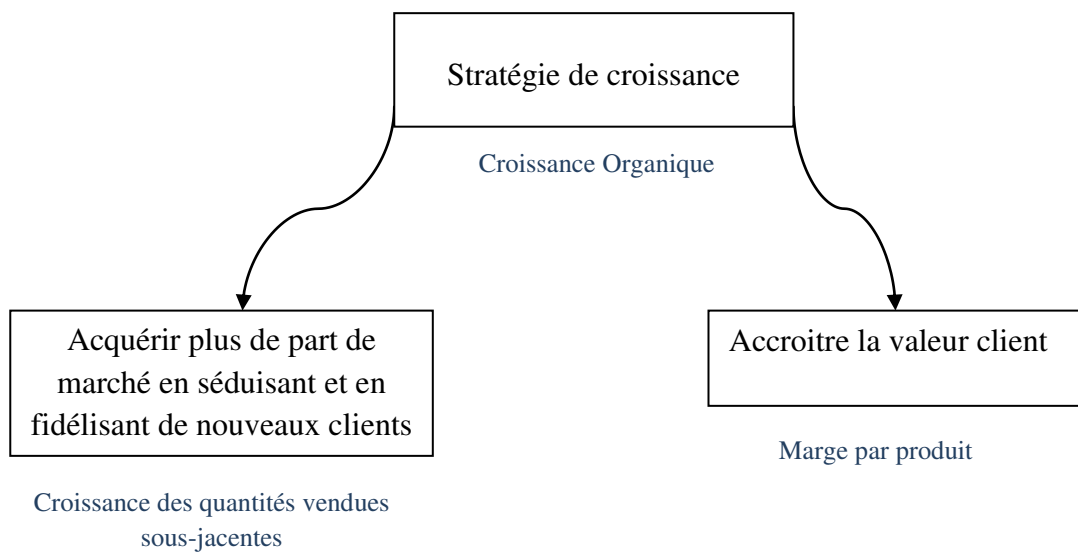 Stratégie de croissance
Croissance Organique
Acquérir plus de part de
marché en séduisant et en
fidélisant de nouveaux clients
Croissance des quantités vendues
sous-jacentes
Accroitre la valeur client
Marge par produit